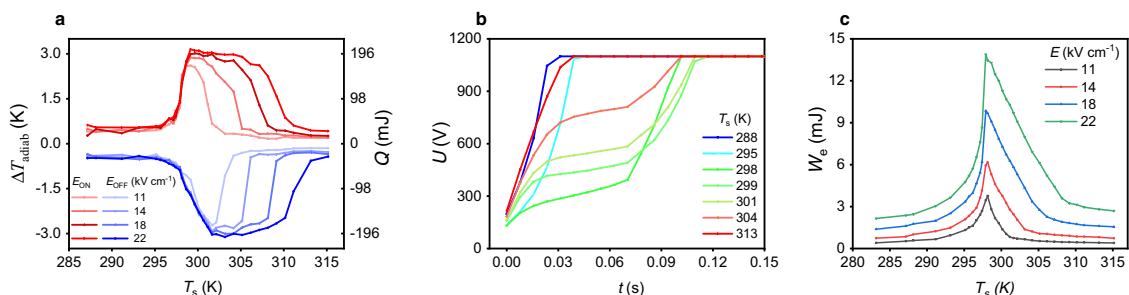 a
ΔT_adiab (K)
3.0
1.5
0.0
-1.5
-3.0
Q (mJ)
196
98
0
-98
-196
E_ON E_OFF (kV cm⁻¹)
11
14
18
22
285 290 295 300 305 310 315
T_s (K)
b
U (V)
1200
900
600
300
0
T_s (K)
288
295
298
299
301
304
313
0.00 0.03 0.06 0.09 0.12 0.15
t (s)
c
W_e (mJ)
15
12
9
6
3
0
E (kV cm⁻¹)
11
14
18
22
280 285 290 295 300 305 310 315
T_s (K)